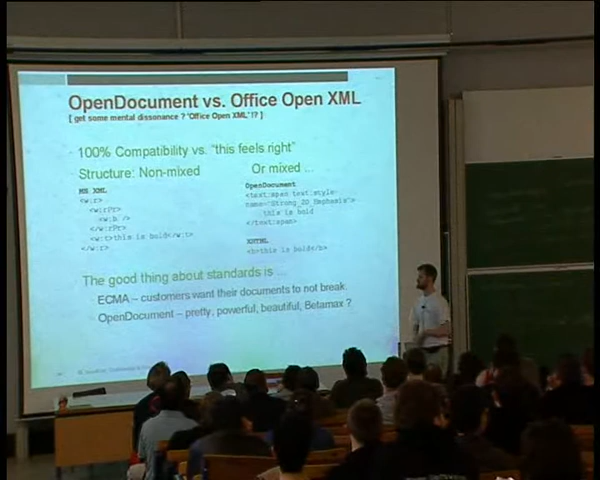 OpenDocument vs. Office Open XML
[ get some mental dissonance ? 'Office Open XML' !? ]
100% Compatibility vs. "this feels right"
Structure: Non-mixed
Or mixed ...
MS XML
<w:r>
<w:rPr>
<w:b />
</w:rPr>
<w:t>this is bold</w:t>
</w:r>
OpenDocument
<text:span text:style-
name="Strong_20_Emphasis">
this is bold
</text:span>
XHTML
<b>this is bold</b>
The good thing about standards is ...
ECMA – customers want their documents to not break.
OpenDocument – pretty, powerful, beautiful, Betamax ?